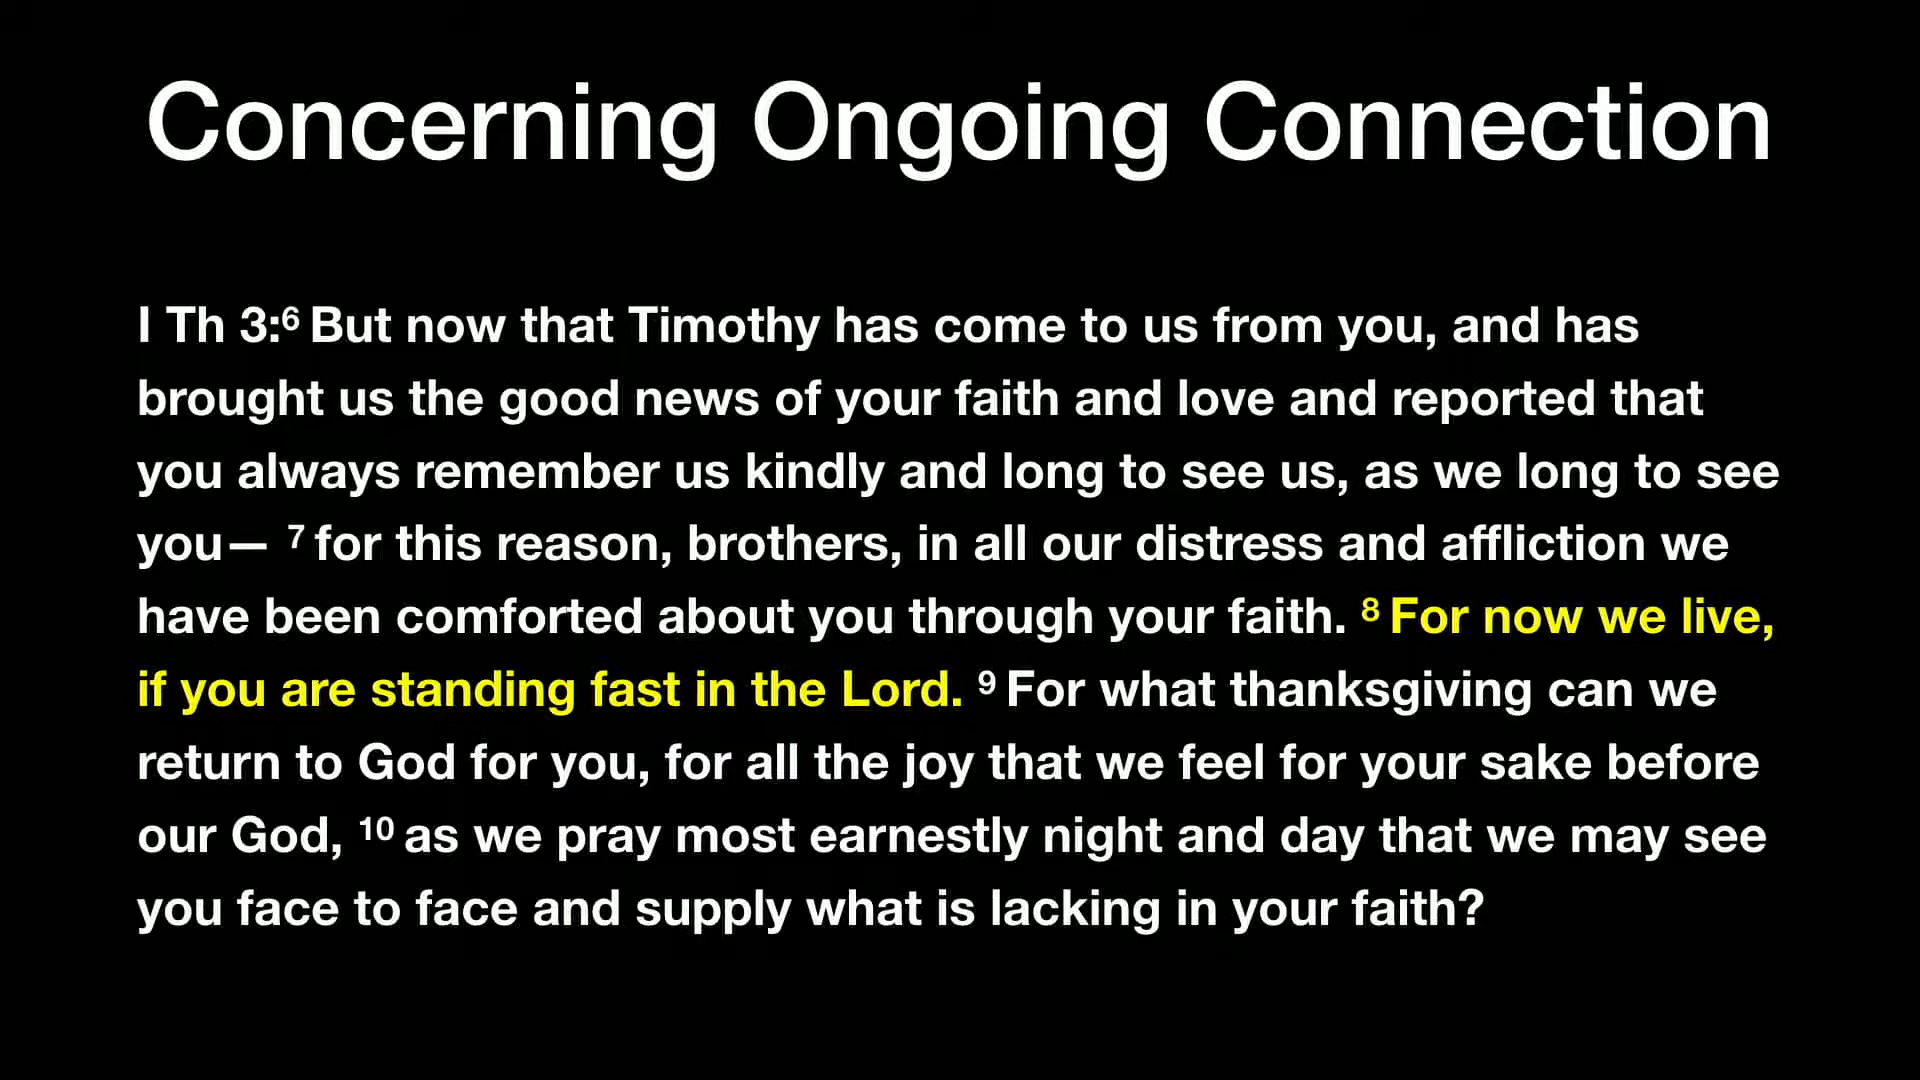 Concerning Ongoing Connection
I Th 3:⁶ But now that Timothy has come to us from you, and has
brought us the good news of your faith and love and reported that
you always remember us kindly and long to see us, as we long to see
you— ⁷ for this reason, brothers, in all our distress and affliction we
have been comforted about you through your faith. ⁸ For now we live,
if you are standing fast in the Lord. ⁹ For what thanksgiving can we
return to God for you, for all the joy that we feel for your sake before
our God, ¹⁰ as we pray most earnestly night and day that we may see
you face to face and supply what is lacking in your faith?